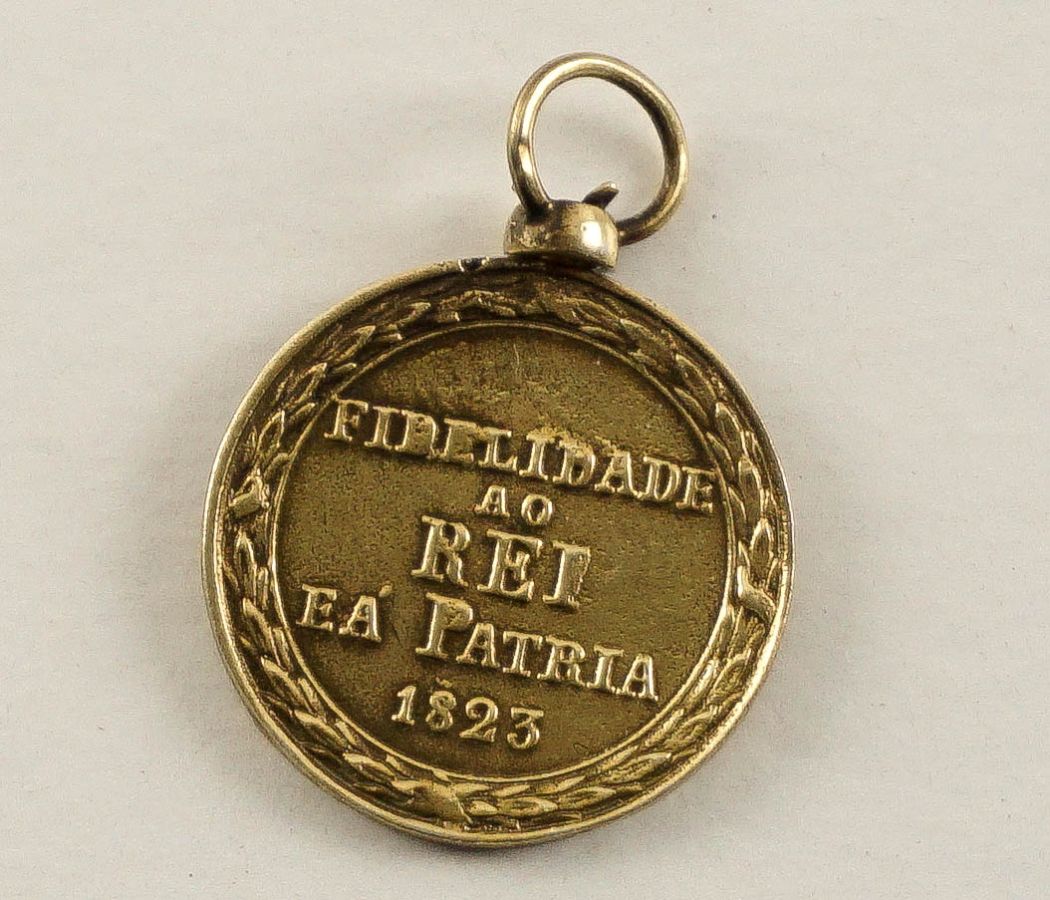 FIDELIDADE
AO
REI
EÁ PATRIA
1823